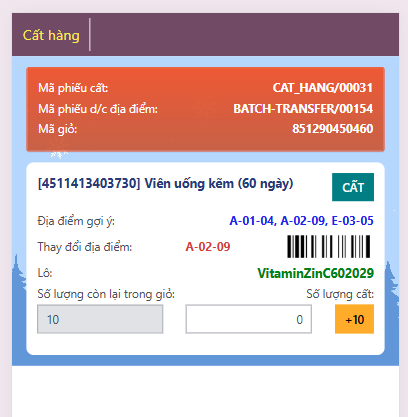 Cất hàng
Mã phiếu cất: CAT_HANG/00031
Mã phiếu d/c địa điểm: BATCH-TRANSFER/00154
Mã giỏ: 851290450460
[4511413403730] Viên uống kẽm (60 ngày) CẤT
Địa điểm gợi ý: A-01-04, A-02-09, E-03-05
Thay đổi địa điểm: A-02-09
Lô: VitaminZinC602029
Số lượng còn lại trong giỏ: Số lượng cất:
10 0 +10